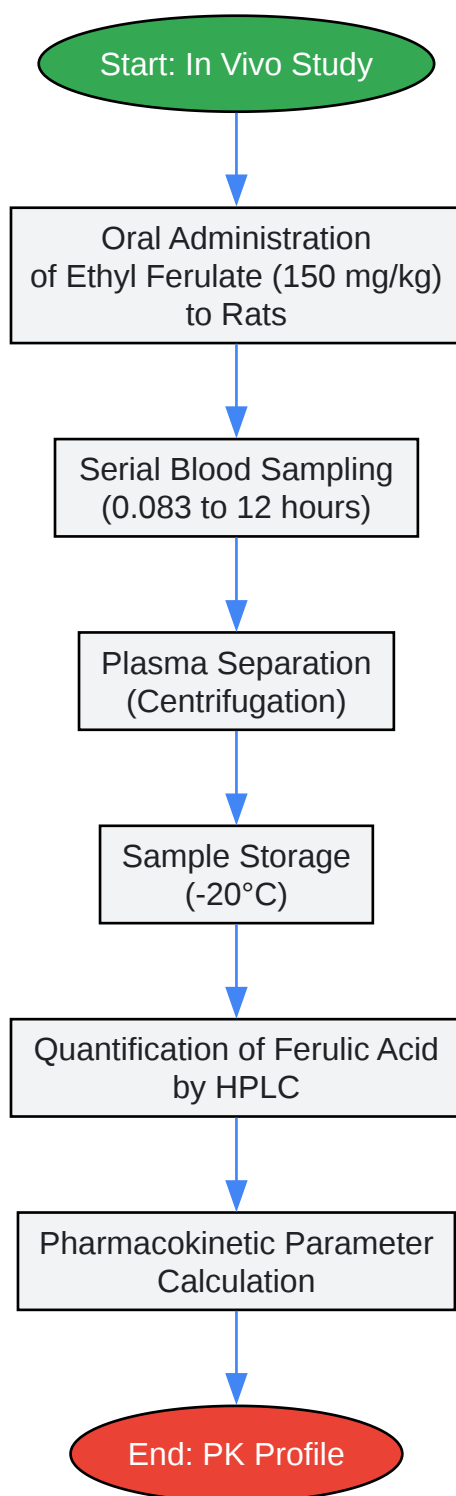 Start: In Vivo Study
Oral Administration
of Ethyl Ferulate (150 mg/kg)
to Rats
Serial Blood Sampling
(0.083 to 12 hours)
Plasma Separation
(Centrifugation)
Sample Storage
(-20°C)
Quantification of Ferulic Acid
by HPLC
Pharmacokinetic Parameter
Calculation
End: PK Profile